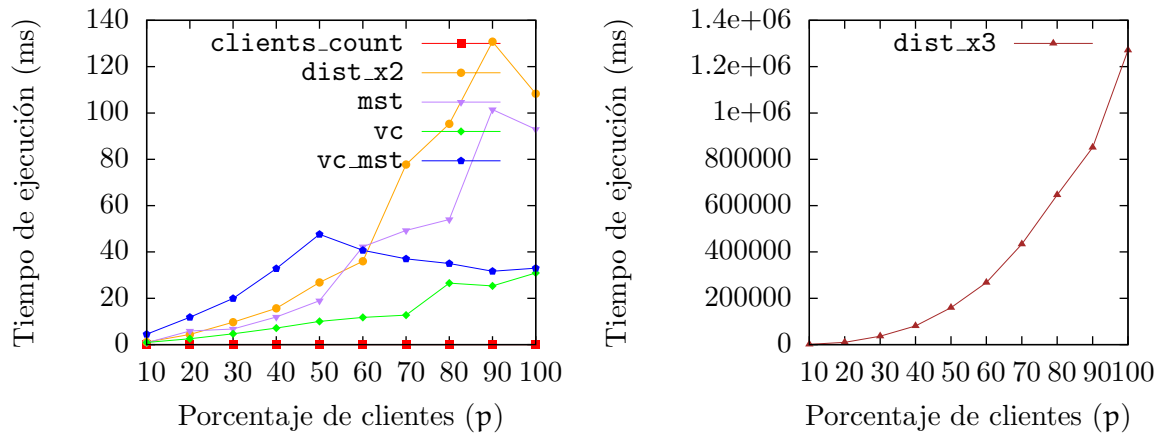 Tiempo de ejecución (ms)
140
120
100
80
60
40
20
0
10 20 30 40 50 60 70 80 90 100
Porcentaje de clientes (p)
clients_count
dist_x2
mst
vc
vc_mst
Tiempo de ejecución (ms)
1.4e+06
1.2e+06
1e+06
800000
600000
400000
200000
0
10 20 30 40 50 60 70 80 90 100
Porcentaje de clientes (p)
dist_x3